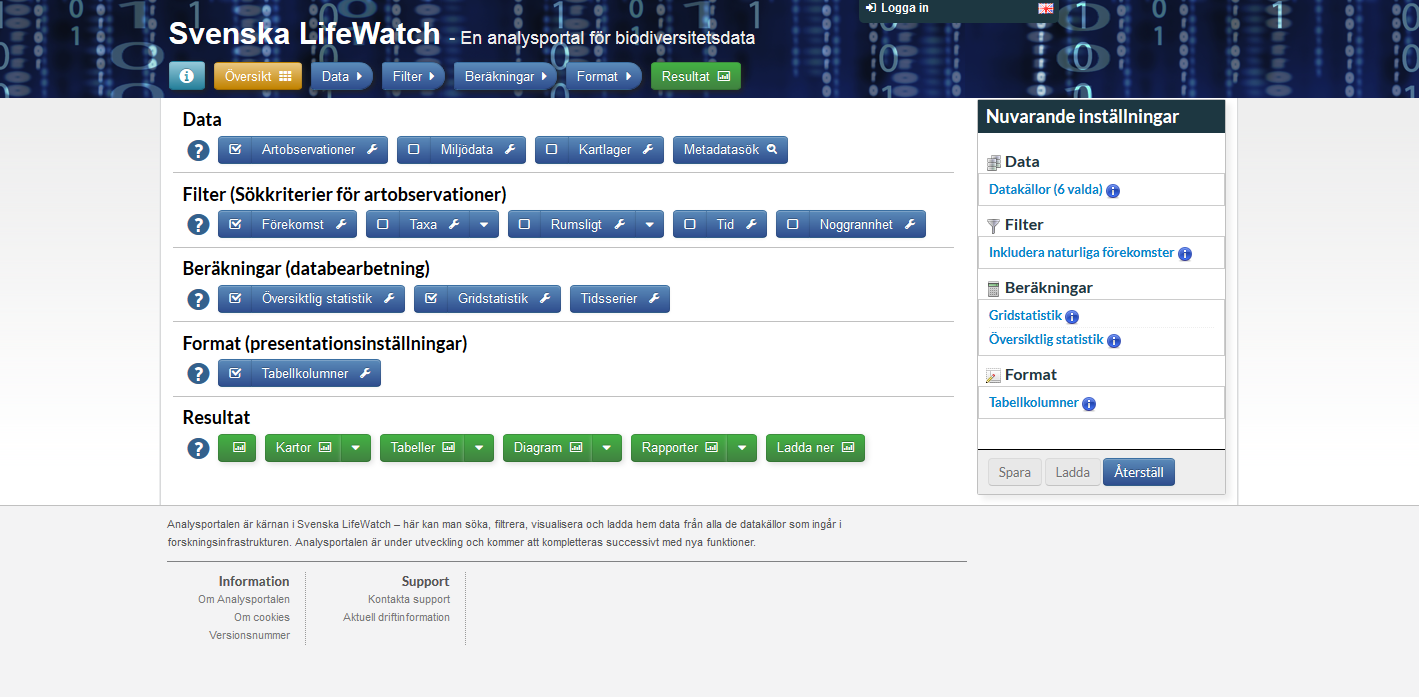 Logga in
Svenska LifeWatch - En analysportal för biodiversitetsdata
Översikt Data Filter Beräkningar Format Resultat
Data
Artobservationer Miljödata Kartlager Metadatasök
Filter (Sökkriterier för artobservationer)
Förekomst Taxa Rumsligt Tid Noggrannhet
Beräkningar (databearbetning)
Översiktlig statistik Gridstatistik Tidsserier
Format (presentationsinställningar)
Tabellkolumner
Resultat
Kartor Tabeller Diagram Rapporter Ladda ner
Nuvarande inställningar
Data
Datakällor (6 valda)
Filter
Inkludera naturliga förekomster
Beräkningar
Gridstatistik
Översiktlig statistik
Format
Tabellkolumner
Spara Ladda Återställ
Analysportalen är kärnan i Svenska LifeWatch – här kan man söka, filtrera, visualisera och ladda hem data från alla de datakällor som ingår i
forskningsinfrastrukturen. Analysportalen är under utveckling och kommer att kompletteras successivt med nya funktioner.
Information
Om Analysportalen
Om cookies
Versionsnummer
Support
Kontakta support
Aktuell driftinformation